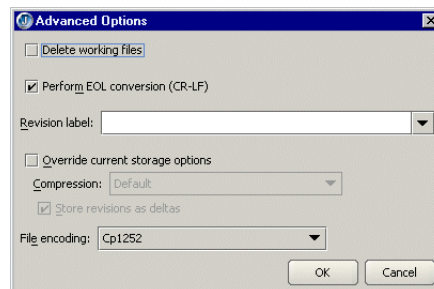 Advanced Options
Delete working files
Perform EOL conversion (CR-LF)
Revision label:
Override current storage options
Compression: Default
Store revisions as deltas
File encoding: Cp1252
OK Cancel